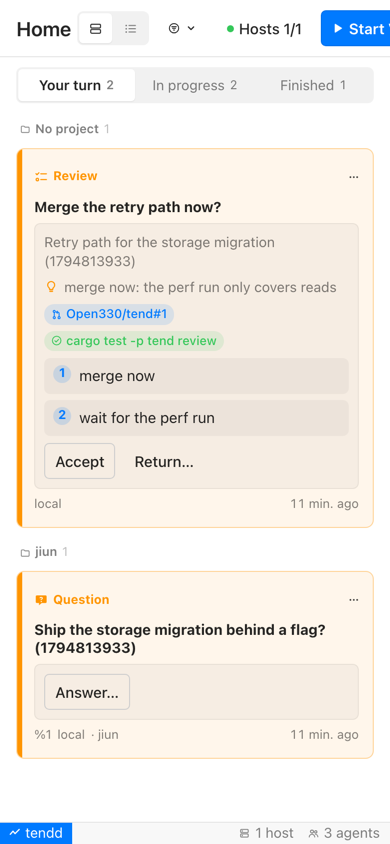 Home
Hosts 1/1
Start
Your turn 2
In progress 2
Finished 1
No project 1
Review
...
Merge the retry path now?
Retry path for the storage migration
(1794813933)
merge now: the perf run only covers reads
Open330/tend#1
cargo test -p tend review
1 merge now
2 wait for the perf run
Accept
Return...
local
11 min. ago
jiun 1
Question
...
Ship the storage migration behind a flag?
(1794813933)
Answer...
%1 local · jiun
11 min. ago
tendd
1 host
3 agents